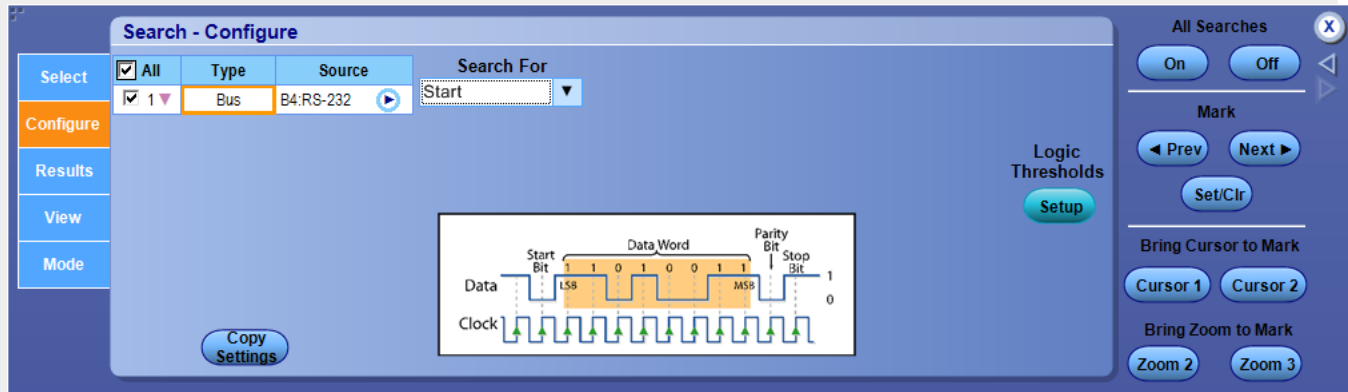 Search - Configure
Select
Configure
Results
View
Mode
All Type Source
1 Bus B4:RS-232
Search For
Start
Logic
Thresholds
Setup
Copy
Settings
Start
Bit
Data Word
Parity
Bit
Stop
Bit
1 1 0 1 0 0 1 1
LSB MSB
Data
1
0
Clock
All Searches
X
On Off
Mark
◄ Prev Next ►
Set/Clr
Bring Cursor to Mark
Cursor 1 Cursor 2
Bring Zoom to Mark
Zoom 2 Zoom 3